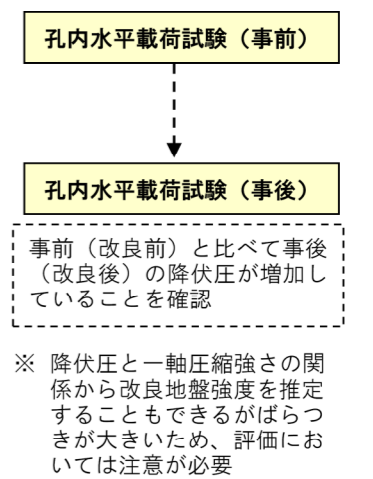 孔内水平載荷試験（事前）
孔内水平載荷試験（事後）
事前（改良前）と比べて事後
（改良後）の降伏圧が増加し
ていることを確認
※ 降伏圧と一軸圧縮強さの関
係から改良地盤強度を推定
することもできるがばらつ
きが大きいため、評価にお
いては注意が必要